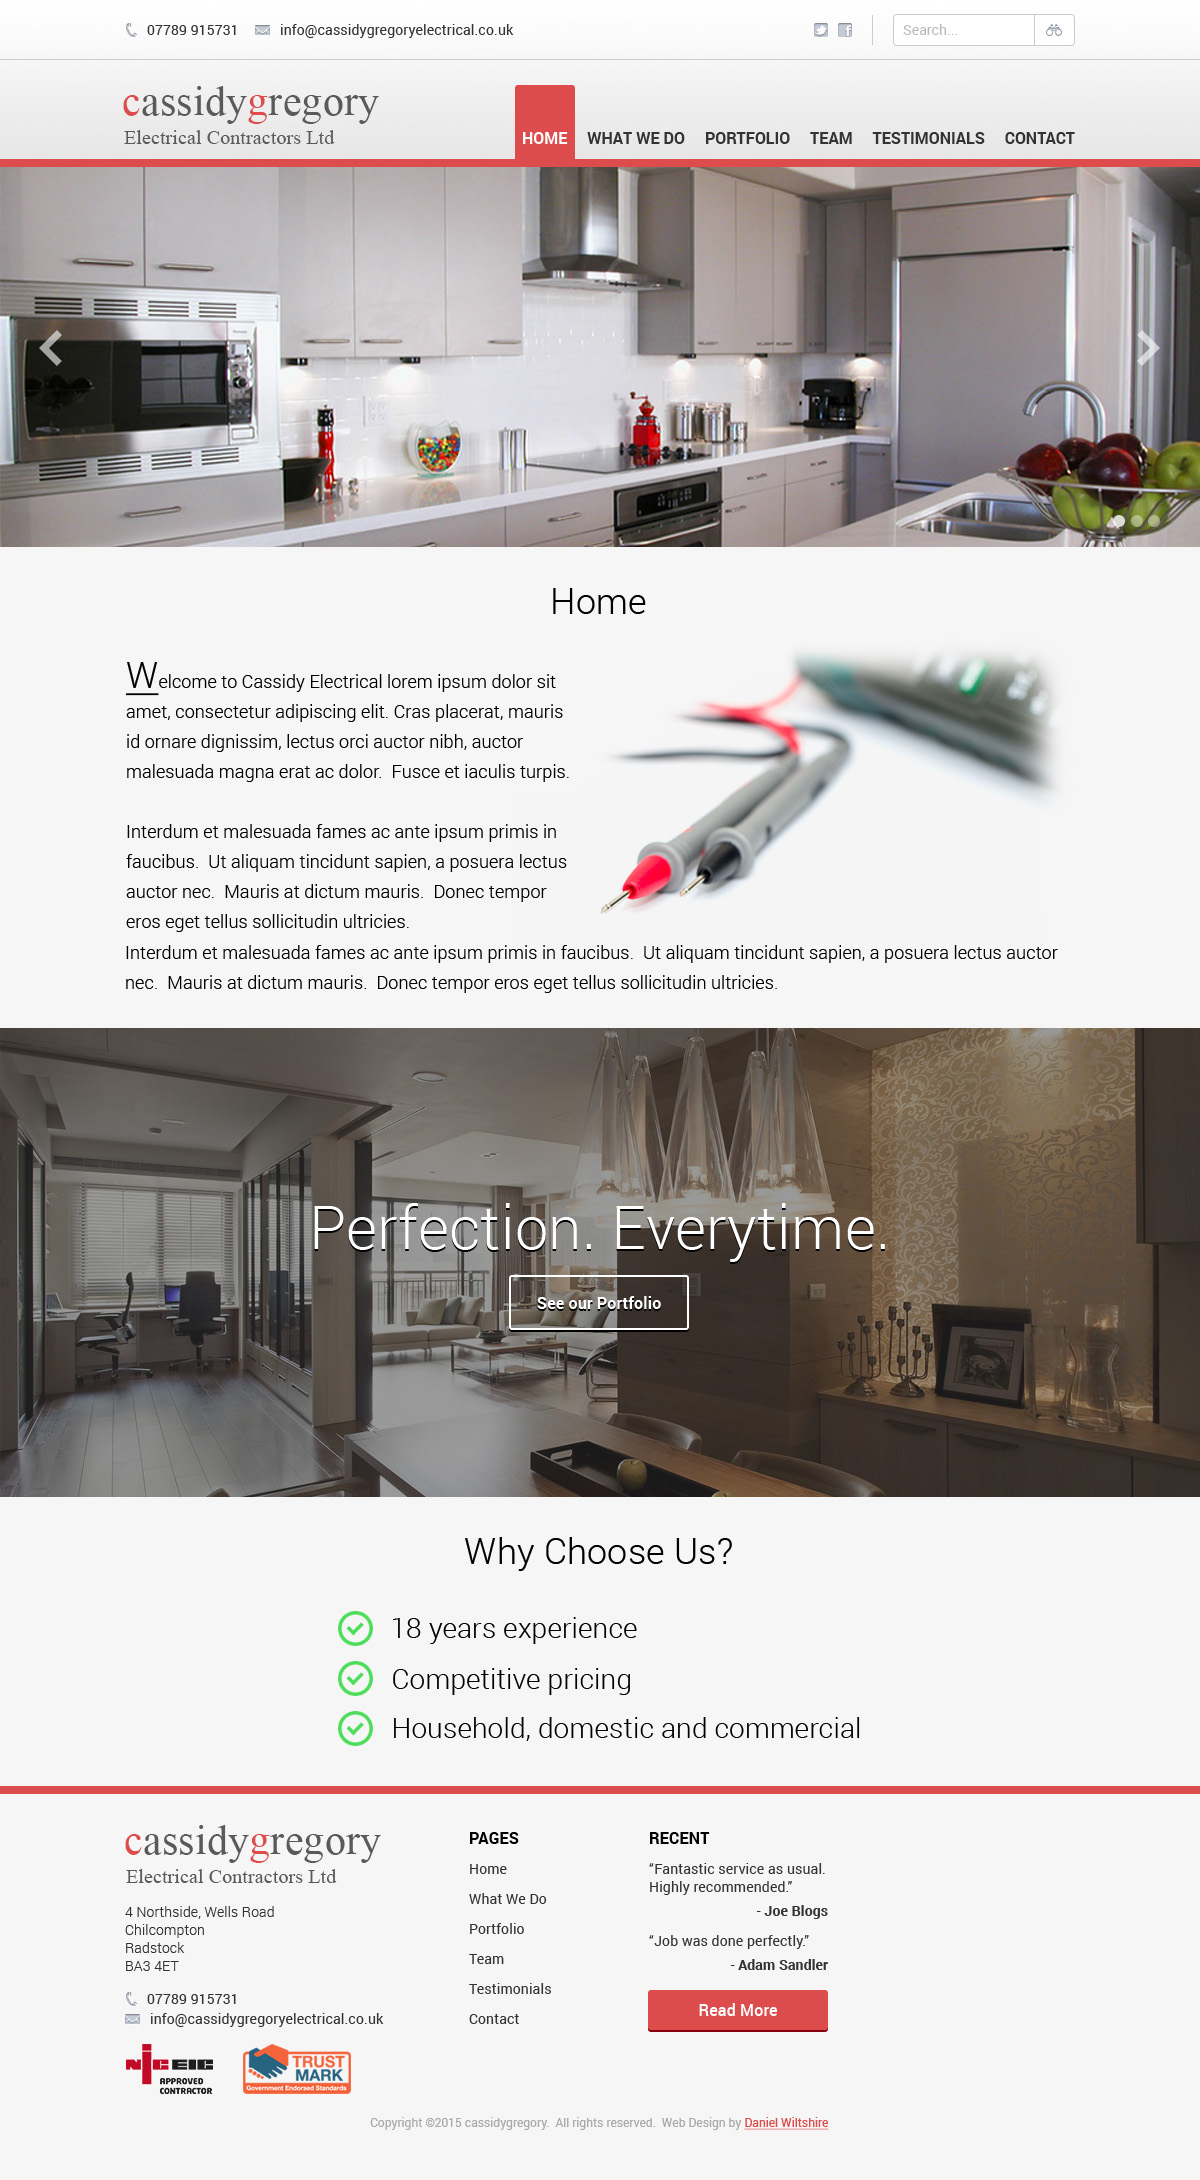 07789 915731 info@cassidygregoryelectrical.co.uk Search...
cassidygregory
Electrical Contractors Ltd
HOME WHAT WE DO PORTFOLIO TEAM TESTIMONIALS CONTACT
Home
Welcome to Cassidy Electrical lorem ipsum dolor sit
amet, consectetur adipiscing elit. Cras placerat, mauris
id ornare dignissim, lectus orci auctor nibh, auctor
malesuada magna erat ac dolor. Fusce et iaculis turpis.
Interdum et malesuada fames ac ante ipsum primis in
faucibus. Ut aliquam tincidunt sapien, a posuera lectus
auctor nec. Mauris at dictum mauris. Donec tempor
eros eget tellus sollicitudin ultricies.
Interdum et malesuada fames ac ante ipsum primis in faucibus. Ut aliquam tincidunt sapien, a posuera lectus auctor
nec. Mauris at dictum mauris. Donec tempor eros eget tellus sollicitudin ultricies.
Perfection. Everytime.
See our Portfolio
Why Choose Us?
18 years experience
Competitive pricing
Household, domestic and commercial
cassidygregory
Electrical Contractors Ltd
4 Northside, Wells Road
Chilcompton
Radstock
BA3 4ET
07789 915731
info@cassidygregoryelectrical.co.uk
NICEIC
APPROVED
CONTRACTOR
TRUST
MARK
Government Endorsed Standards
PAGES
Home
What We Do
Portfolio
Team
Testimonials
Contact
RECENT
“Fantastic service as usual.
Highly recommended.”
- Joe Blogs
“Job was done perfectly.”
- Adam Sandler
Read More
Copyright ©2015 cassidygregory. All rights reserved. Web Design by Daniel Wiltshire